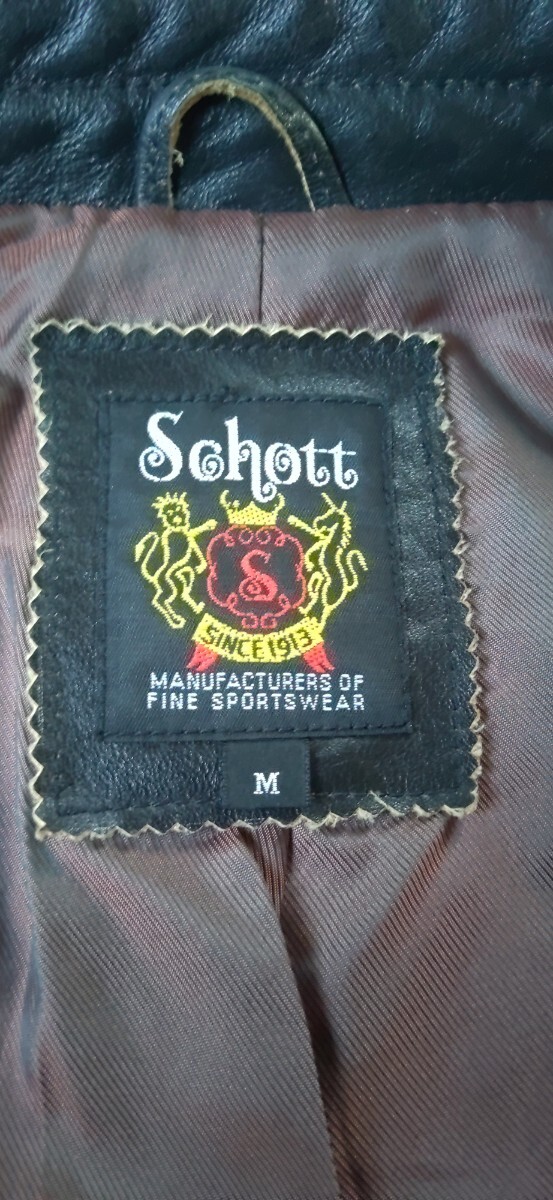 Schott
S
SINCE 1913
MANUFACTURERS OF
FINE SPORTSWEAR
M